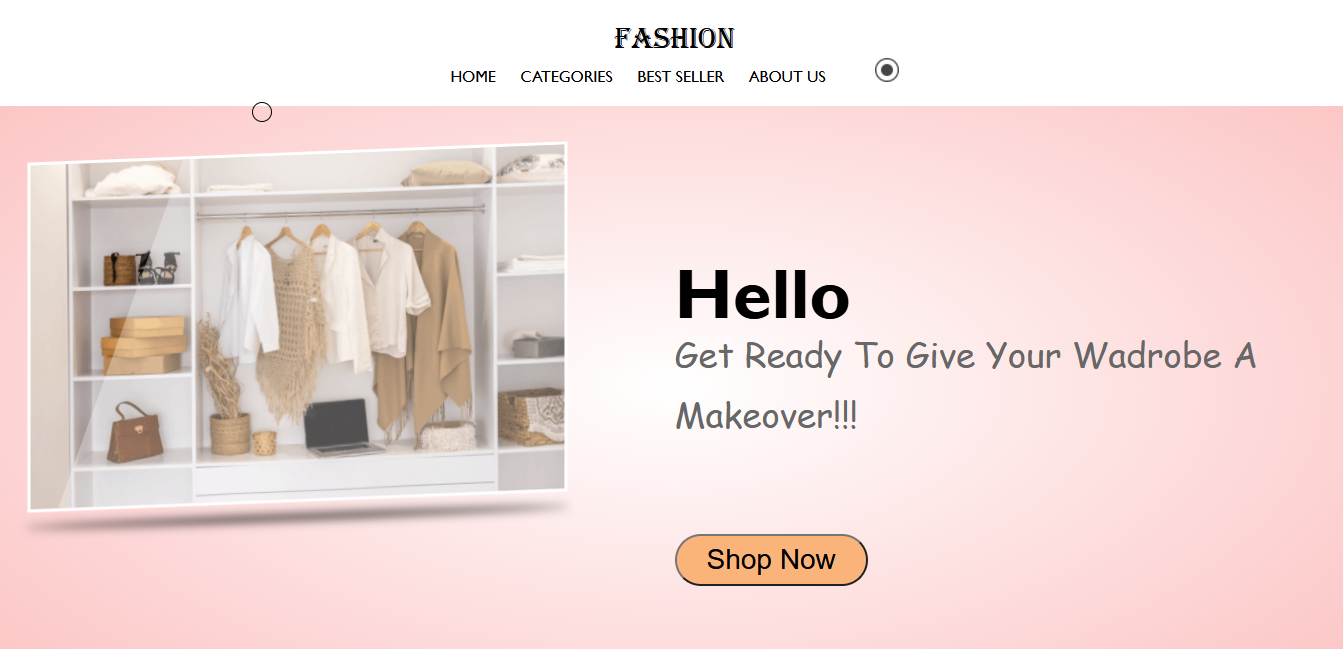 FASHION
HOME CATEGORIES BEST SELLER ABOUT US
Hello
Get Ready To Give Your Wadrobe A
Makeover!!!
Shop Now